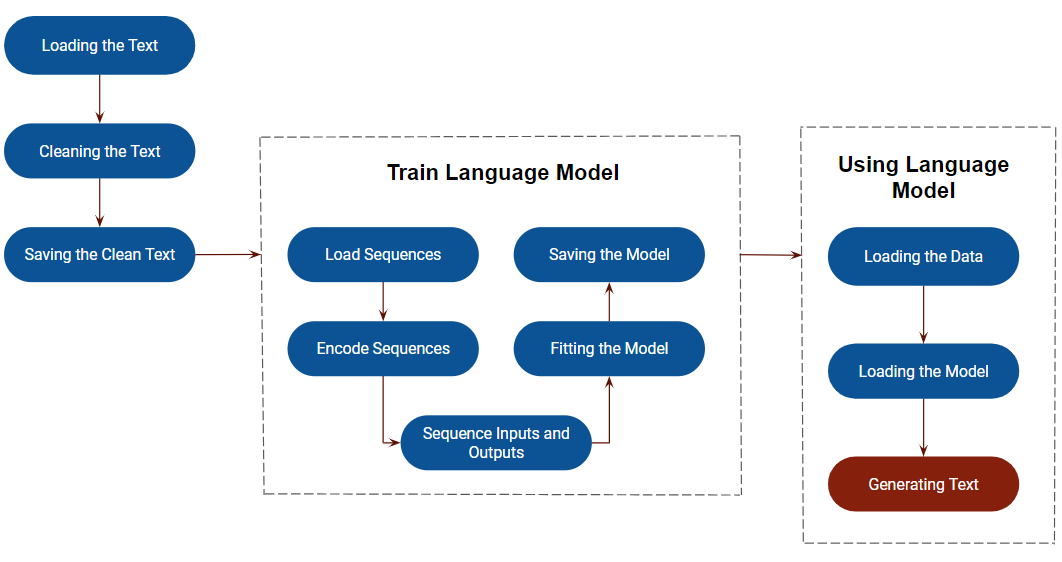 Loading the Text
Cleaning the Text
Saving the Clean Text
Train Language Model
Load Sequences
Encode Sequences
Sequence Inputs and
Outputs
Fitting the Model
Saving the Model
Using Language
Model
Loading the Data
Loading the Model
Generating Text